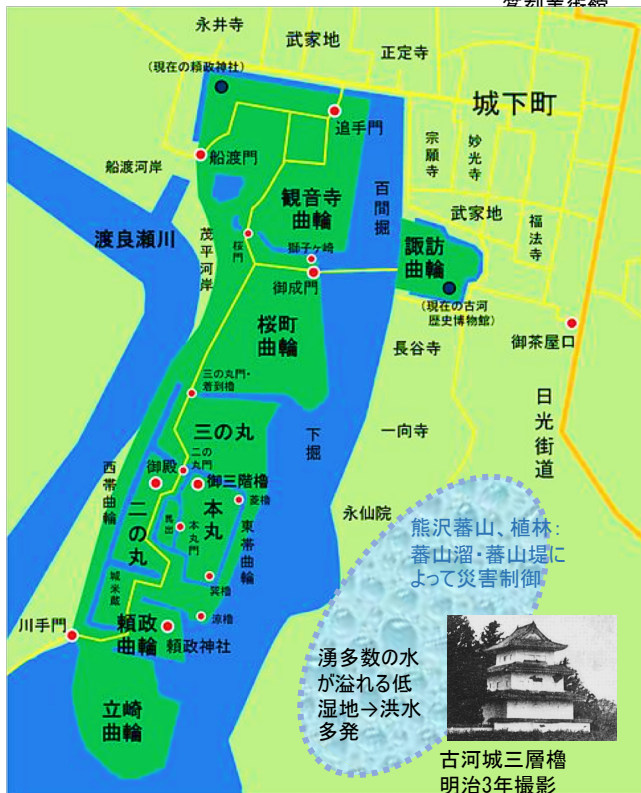 永井寺
武家地
正定寺
(現在の頼政神社)
城下町
追手門
船渡門
宗願寺
妙光寺
船渡河岸
観音寺
曲輪
百間掘
武家地
福法寺
渡良瀬川
茂平河岸
桜門
獅子ヶ崎
諏訪
曲輪
御成門
(現在の古河
歴史博物館)
桜町
曲輪
長谷寺
御茶屋口
三の丸門・
着到櫓
日光街道
三の丸
下掘
一向寺
二の
丸門
西帯曲輪
御殿
御三階櫓
菱櫓
本丸
二の丸
馬出
本丸門
東帯曲輪
永仙院
熊沢蕃山、植林:
蕃山溜・蕃山堤に
よって災害制御
城米蔵
巽櫓
川手門
頼政
曲輪
涼櫓
頼政神社
湧多数の水
が溢れる低
湿地→洪水
多発
立崎
曲輪
古河城三層櫓
明治3年撮影